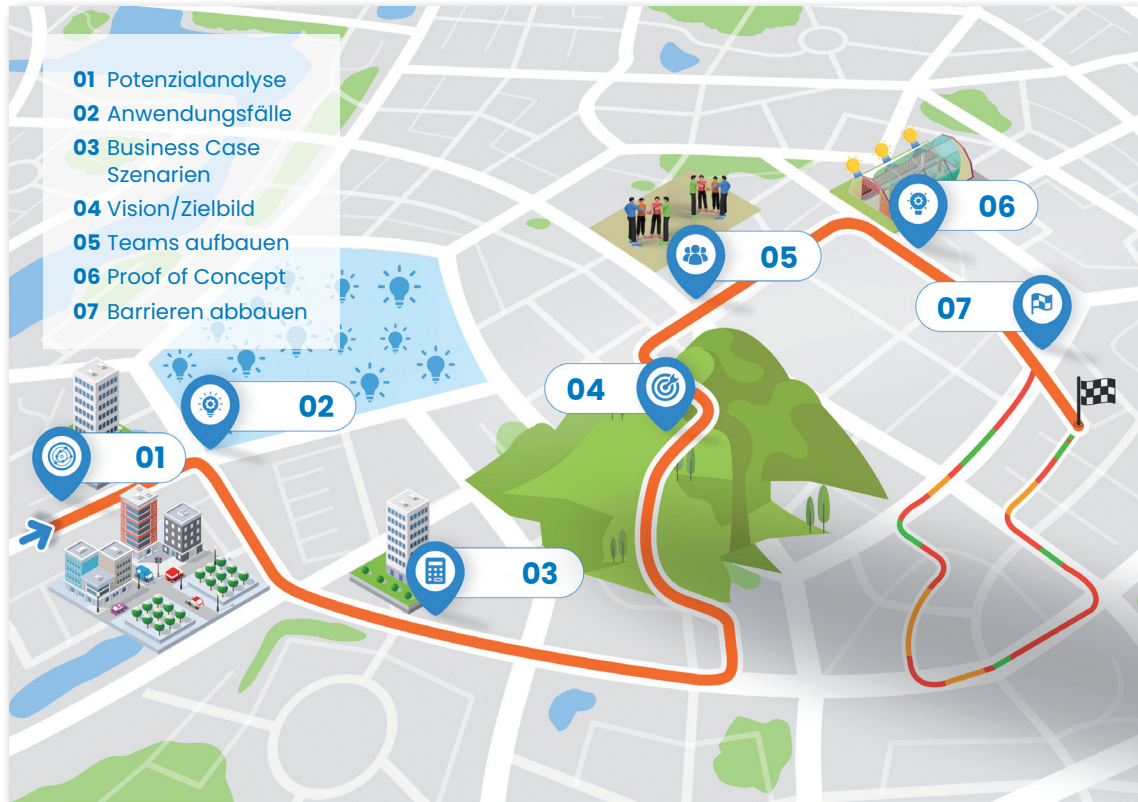 01 Potenzialanalyse
02 Anwendungsfälle
03 Business Case
Szenarien
04 Vision/Zielbild
05 Teams aufbauen
06 Proof of Concept
07 Barrieren abbauen
06
05
07
04
02
01
03